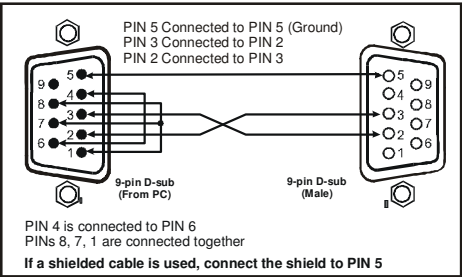 PIN 5 Connected to PIN 5 (Ground)
PIN 3 Connected to PIN 2
PIN 2 Connected to PIN 3
5
9
4
8
3
7
2
6
1
5
9
4
8
3
7
2
6
1
9-pin D-sub
(From PC)
9-pin D-sub
(Male)
PIN 4 is connected to PIN 6
PINs 8, 7, 1 are connected together
If a shielded cable is used, connect the shield to PIN 5